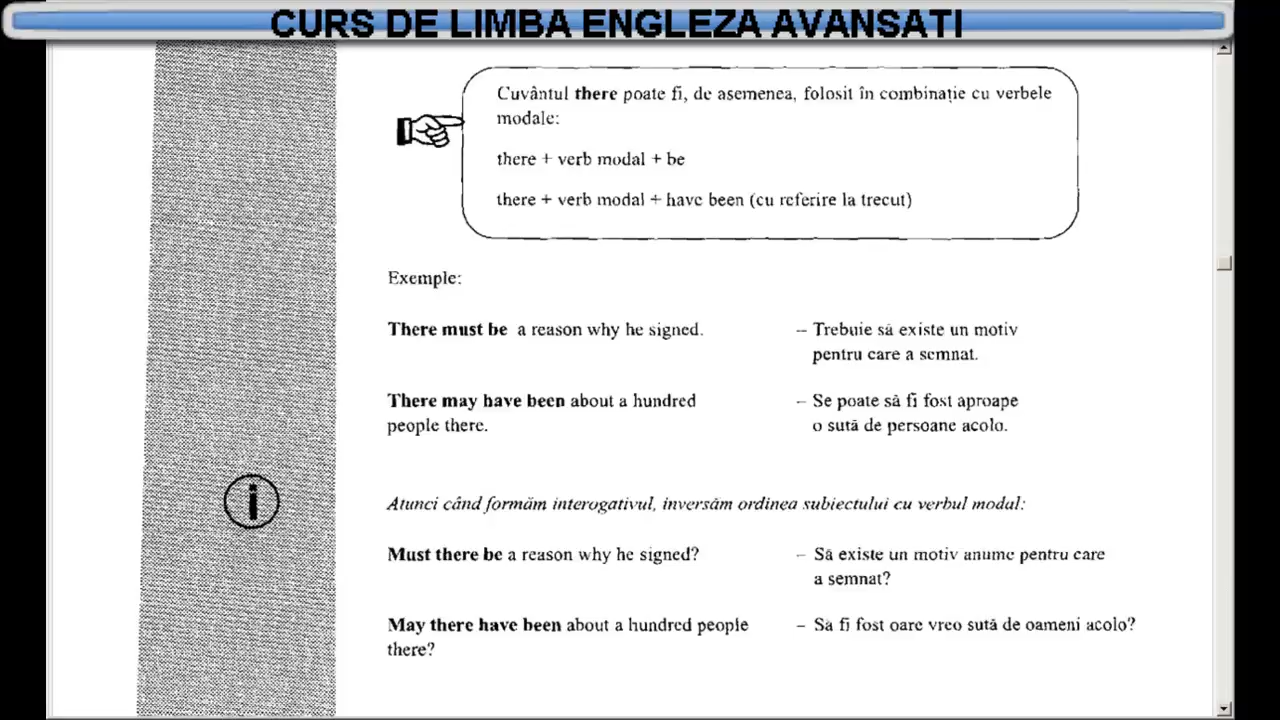 CURS DE LIMBA ENGLEZA AVANSATI
Cuvântul there poate fi, de asemenea, folosit în combinație cu verbele
modale:
there + verb modal + be
there + verb modal + have been (cu referire la trecut)
Exemple:
There must be a reason why he signed.
– Trebuie să existe un motiv
pentru care a semnat.
There may have been about a hundred
people there.
– Se poate să fi fost aproape
o sută de persoane acolo.
i
Atunci când formăm interogativul, inversăm ordinea subiectului cu verbul modal:
Must there be a reason why he signed?
– Să existe un motiv anume pentru care
a semnat?
May there have been about a hundred people
there?
– Să fi fost oare vreo sută de oameni acolo?